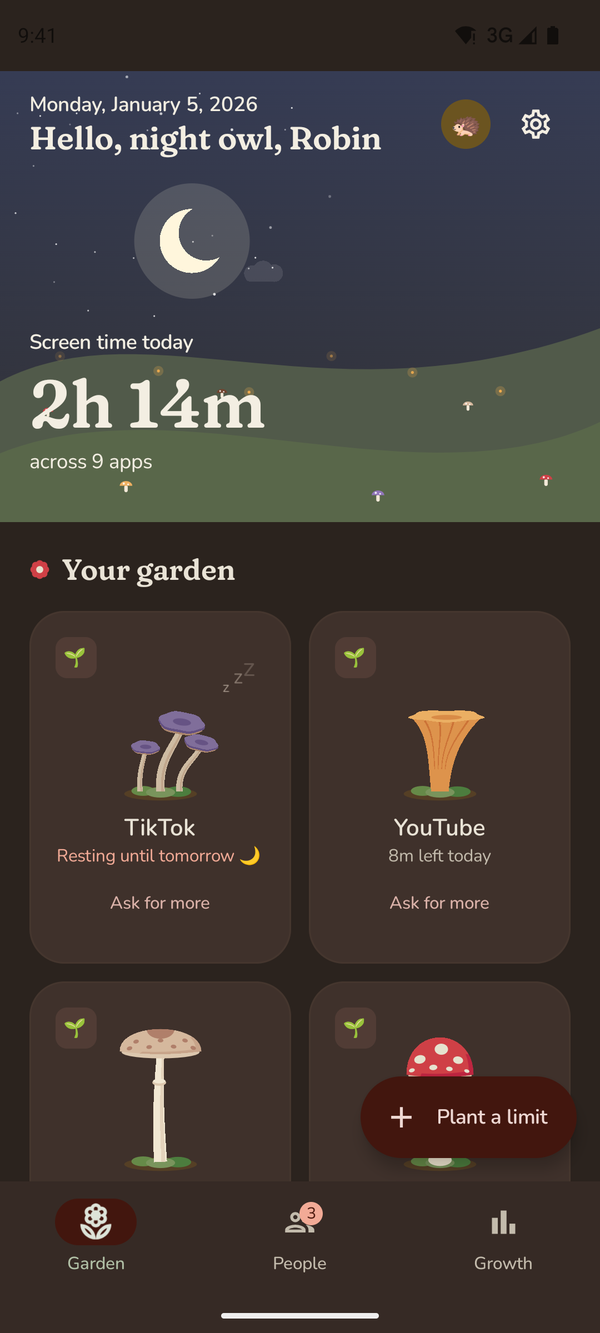 9:41
3G
Monday, January 5, 2026
Hello, night owl, Robin
Screen time today
2h 14m
across 9 apps
Your garden
z z Z
TikTok
Resting until tomorrow 🌙
Ask for more
YouTube
8m left today
Ask for more
+ Plant a limit
3
Garden
People
Growth